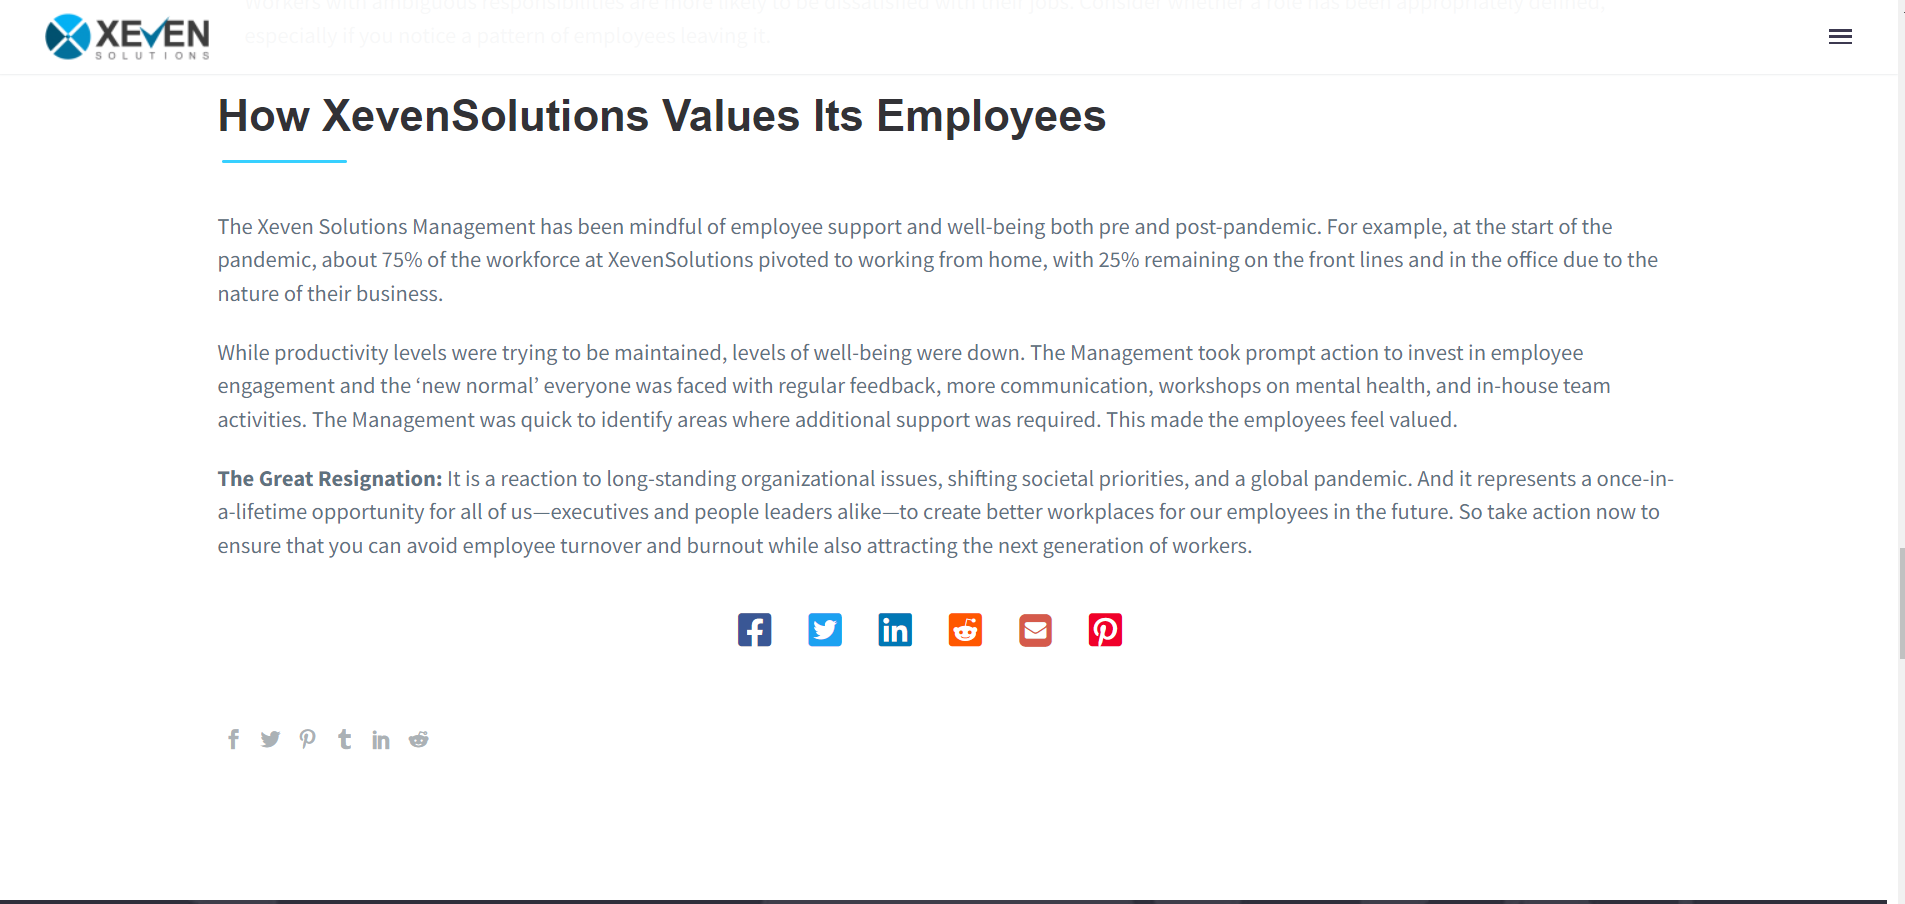 Workers with ambiguous responsibilities are more likely to be dissatisfied with their jobs. Consider whether a role has been appropriately defined,
especially if you notice a pattern of employees leaving it.
XEVEN
SOLUTIONS
How XevenSolutions Values Its Employees
The Xeven Solutions Management has been mindful of employee support and well-being both pre and post-pandemic. For example, at the start of the
pandemic, about 75% of the workforce at XevenSolutions pivoted to working from home, with 25% remaining on the front lines and in the office due to the
nature of their business.
While productivity levels were trying to be maintained, levels of well-being were down. The Management took prompt action to invest in employee
engagement and the ‘new normal’ everyone was faced with regular feedback, more communication, workshops on mental health, and in-house team
activities. The Management was quick to identify areas where additional support was required. This made the employees feel valued.
The Great Resignation: It is a reaction to long-standing organizational issues, shifting societal priorities, and a global pandemic. And it represents a once-in-
a-lifetime opportunity for all of us—executives and people leaders alike—to create better workplaces for our employees in the future. So take action now to
ensure that you can avoid employee turnover and burnout while also attracting the next generation of workers.